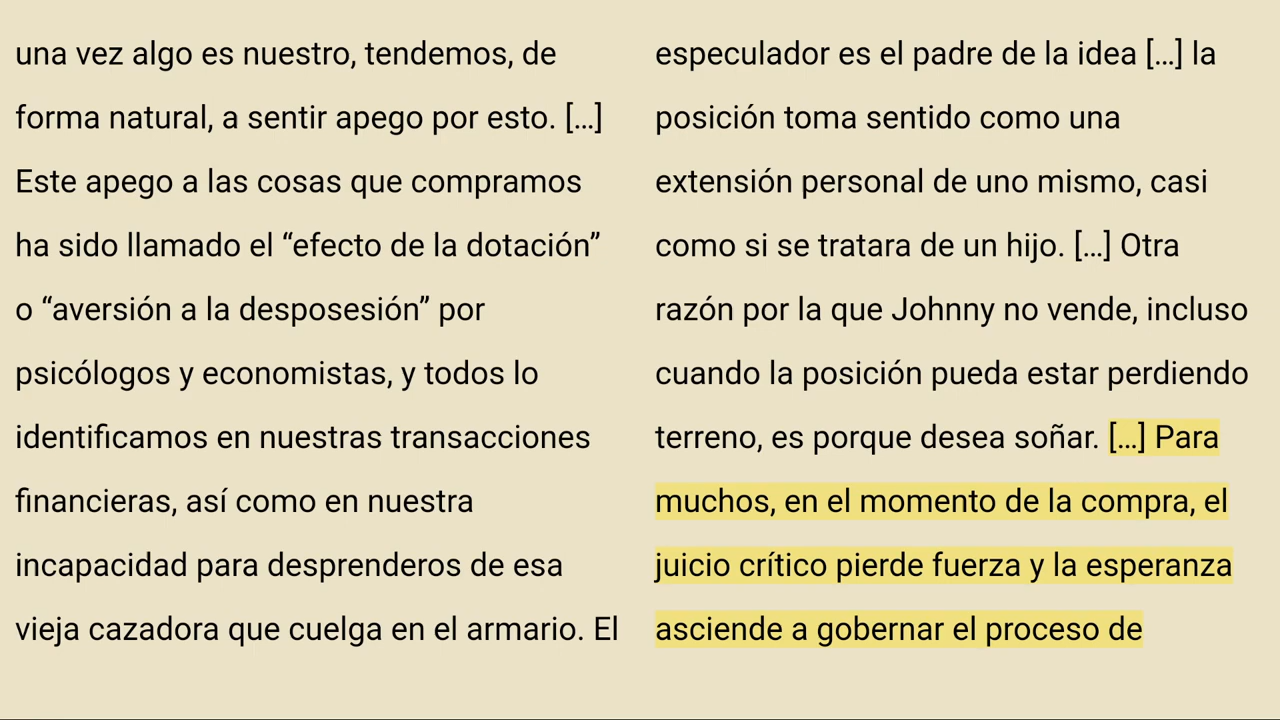 una vez algo es nuestro, tendemos, de
forma natural, a sentir apego por esto. [...]
Este apego a las cosas que compramos
ha sido llamado el “efecto de la dotación”
o “aversión a la desposesión” por
psicólogos y economistas, y todos lo
identificamos en nuestras transacciones
financieras, así como en nuestra
incapacidad para desprenderos de esa
vieja cazadora que cuelga en el armario. El
especulador es el padre de la idea [...] la
posición toma sentido como una
extensión personal de uno mismo, casi
como si se tratara de un hijo. [...] Otra
razón por la que Johnny no vende, incluso
cuando la posición pueda estar perdiendo
terreno, es porque desea soñar. [...] Para
muchos, en el momento de la compra, el
juicio crítico pierde fuerza y la esperanza
asciende a gobernar el proceso de